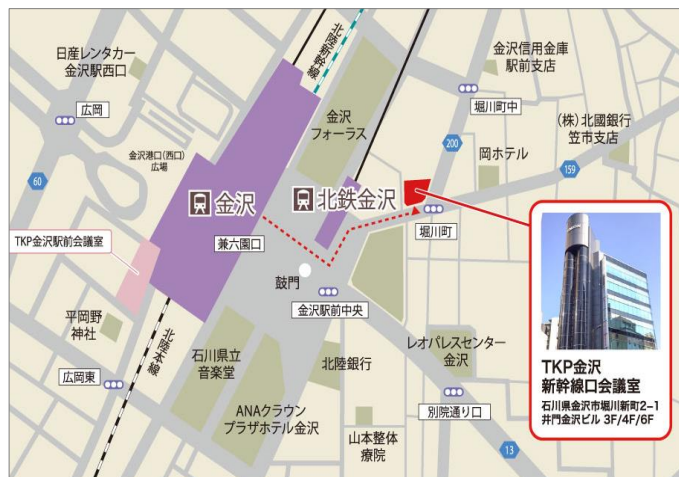 日産レンタカー
金沢駅西口
広岡
60
金沢港口(西口)
広場
北陸新幹線
金沢
フォーラス
金沢信用金庫
駅前支店
堀川町中
200
岡ホテル
(株)北國銀行
笠市支店
159
金沢
北鉄金沢
兼六園口
堀川町
TKP金沢駅前会議室
鼓門
金沢駅前中央
平岡野
神社
広岡東
北陸本線
石川県立
音楽堂
北陸銀行
レオパレスセンター
金沢
ANAクラウン
プラザホテル金沢
山本整体
療院
別院通り口
13
TKP金沢
新幹線口会議室
石川県金沢市堀川新町2−1
井門金沢ビル 3F/4F/6F